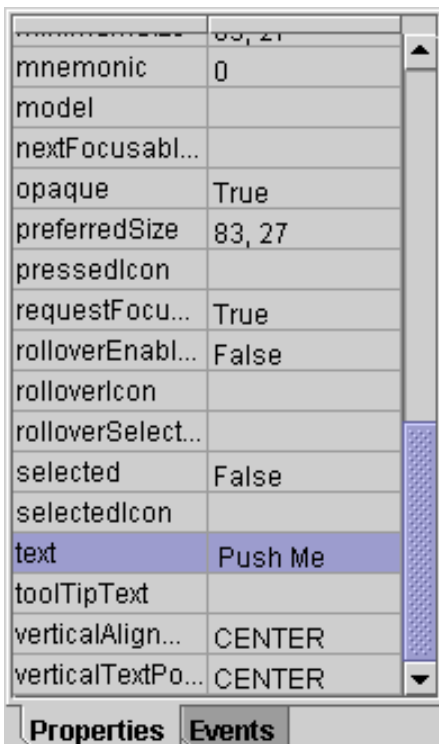 mnemonic 0
model
nextFocusabl...
opaque True
preferredSize 83, 27
pressedIcon
requestFocu... True
rolloverEnabl... False
rolloverIcon
rolloverSelect...
selected False
selectedIcon
text Push Me
toolTipText
verticalAlign... CENTER
verticalTextPo... CENTER
Properties Events